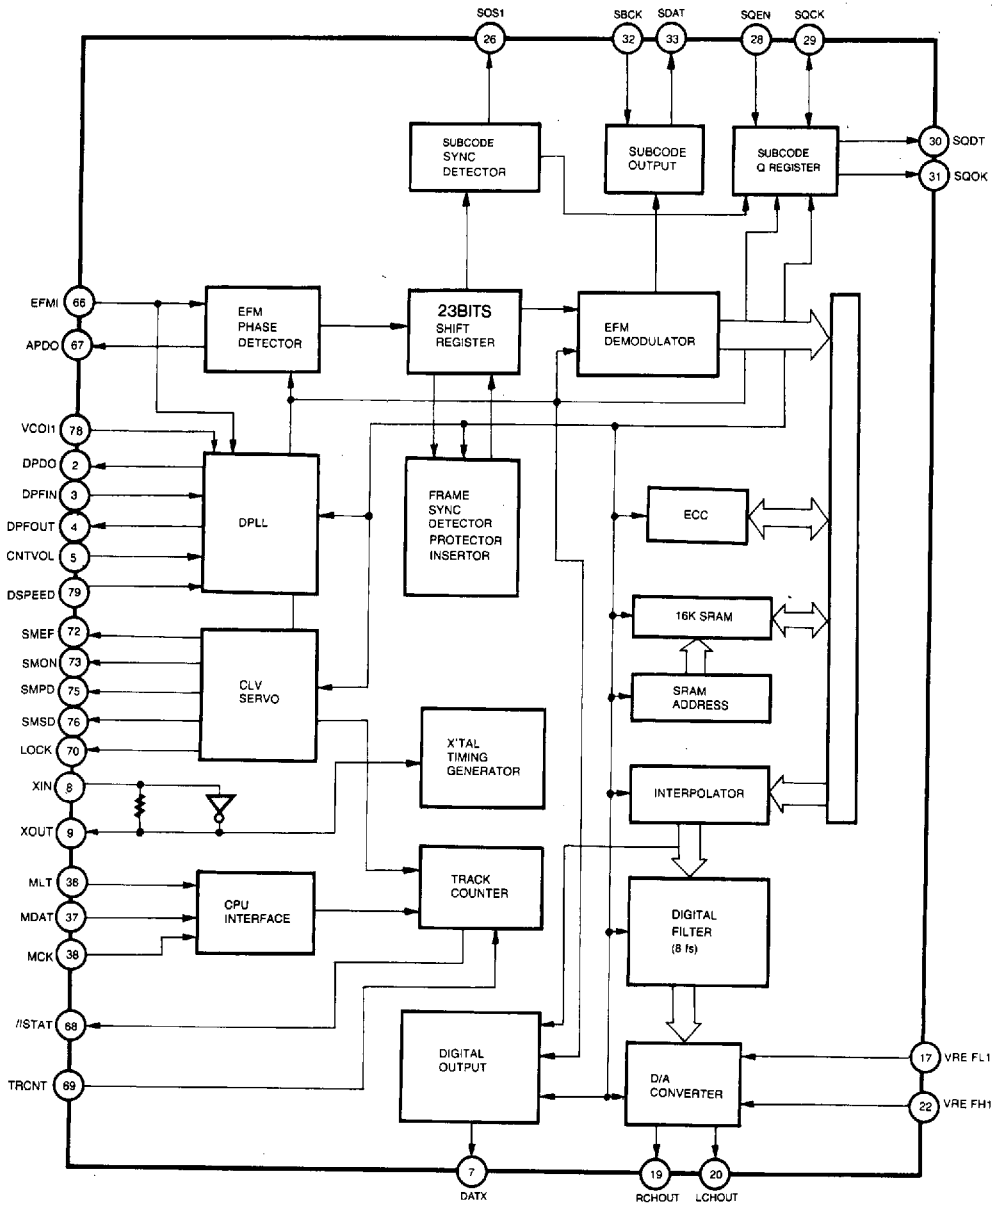 SOS1
26
SBCK
32
SDAT
33
SQEN
28
SQCK
29
SUBCODE
SYNC
DETECTOR
SUBCODE
OUTPUT
SUBCODE
Q REGISTER
30
SQDT
31
SQOK
EFMI
66
APDO
67
EFM
PHASE
DETECTOR
23BITS
SHIFT
REGISTER
EFM
DEMODULATOR
VCOI1
78
DPDO
2
DPFIN
3
DPFOUT
4
CNTVOL
5
DSPEED
79
DPLL
FRAME
SYNC
DETECTOR
PROTECTOR
INSERTOR
ECC
SMEF
72
SMON
73
SMPD
75
SMSD
76
LOCK
70
CLV
SERVO
16K SRAM
SRAM
ADDRESS
X'TAL
TIMING
GENERATOR
INTERPOLATOR
XIN
8
XOUT
9
MLT
36
MDAT
37
MCK
38
CPU
INTERFACE
TRACK
COUNTER
DIGITAL
FILTER
(8 fs)
/ISTAT
68
TRCNT
69
DIGITAL
OUTPUT
D/A
CONVERTER
17
VRE FL1
22
VRE FH1
7
DATX
19
RCHOUT
20
LCHOUT